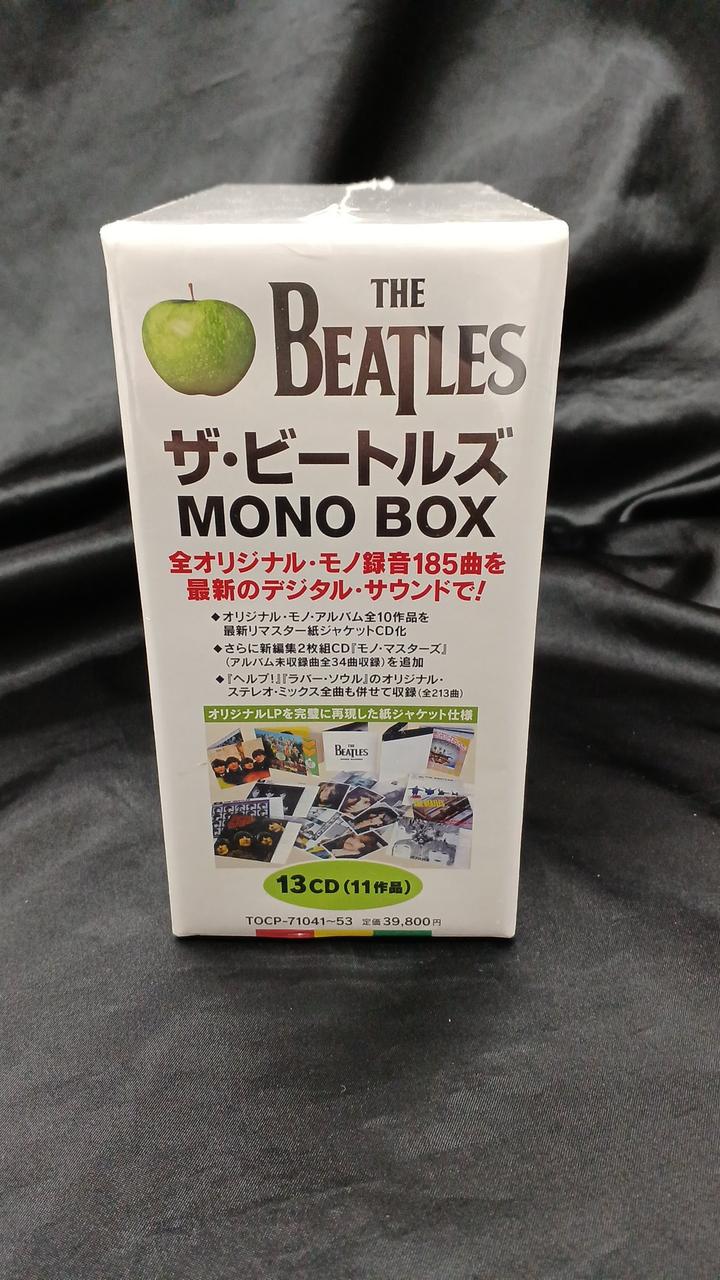 THE
BEATLES
ザ・ビートルズ
MONO BOX
全オリジナル・モノ録音185曲を
最新のデジタル・サウンドで!
◆オリジナル・モノ・アルバム全10作品を
最新リマスター紙ジャケットCD化
◆さらに新編集2枚組CD『モノ・マスターズ』
(アルバム未収録曲全34曲収録)を追加
◆『ヘルプ!』『ラバー・ソウル』のオリジナル・
ステレオ・ミックス全曲も併せて収録(全213曲)
オリジナルLPを完璧に再現した紙ジャケット仕様
THE
BEATLES
13CD(11作品)
TOCP-71041~53 定価39,800円